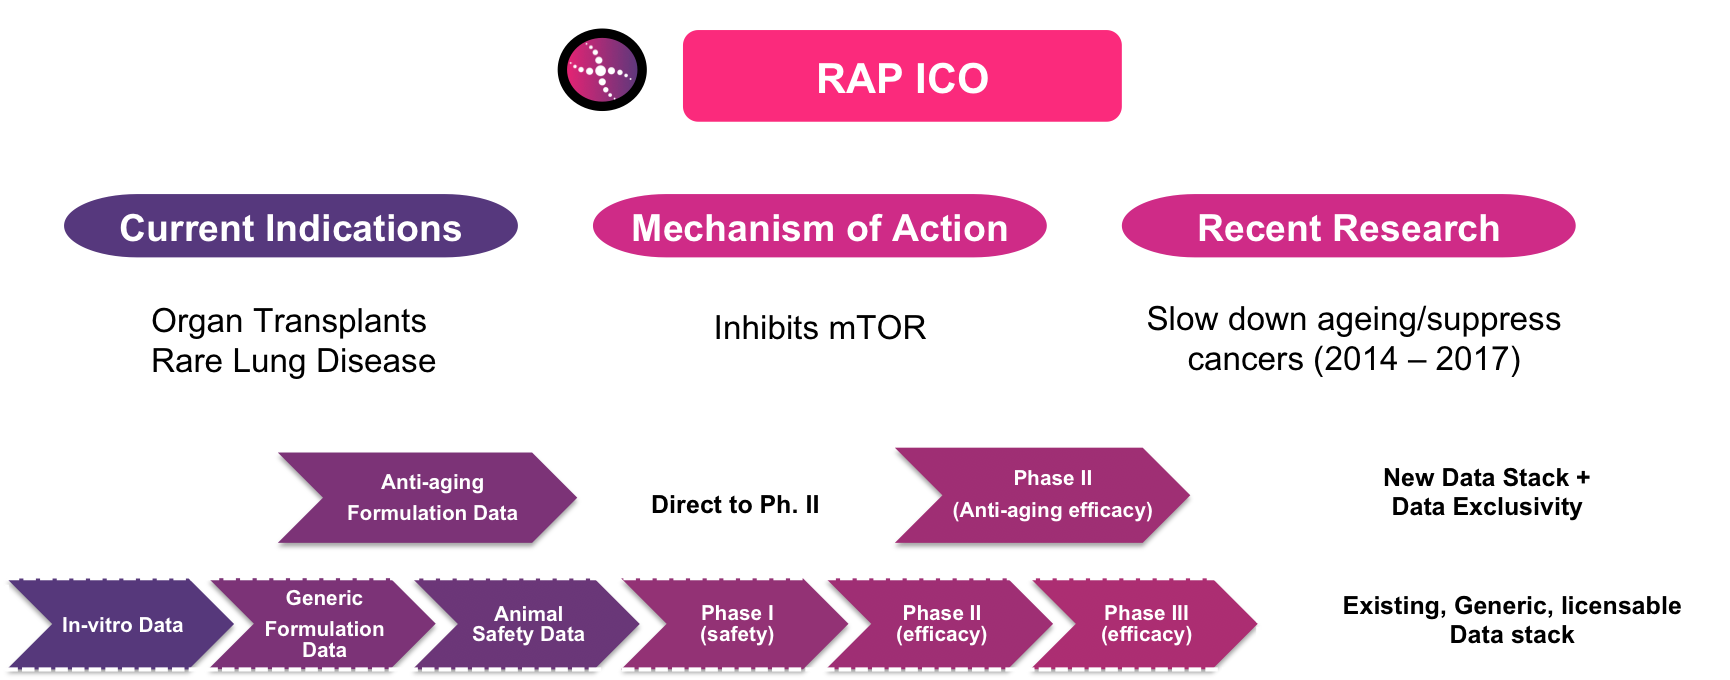 RAP ICO
Current Indications
Mechanism of Action
Recent Research
Organ Transplants
Rare Lung Disease
Inhibits mTOR
Slow down ageing/suppress
cancers (2014 – 2017)
Anti-aging
Formulation Data
Direct to Ph. II
Phase II
(Anti-aging efficacy)
New Data Stack +
Data Exclusivity
In-vitro Data
Generic
Formulation
Data
Animal
Safety Data
Phase I
(safety)
Phase II
(efficacy)
Phase III
(efficacy)
Existing, Generic, licensable
Data stack